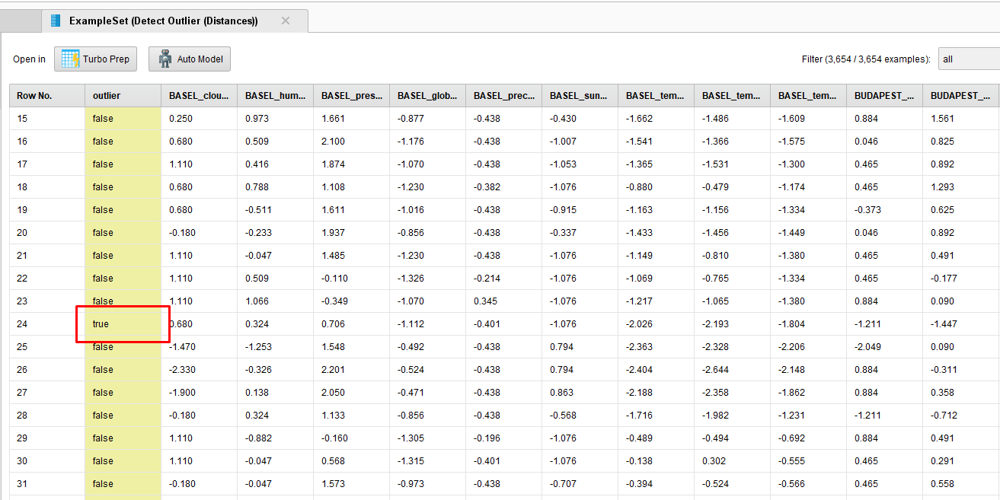 ExampleSet (Detect Outlier (Distances))
Open in Turbo Prep Auto Model Filter (3,654 / 3,654 examples): all
Row No. outlier BASEL_clou... BASEL_hum... BASEL_pres... BASEL_glob... BASEL_prec... BASEL_sun... BASEL_tem... BASEL_tem... BASEL_tem... BUDAPEST_... BUDAPEST_...
15 false 0.250 0.973 1.661 -0.877 -0.438 -0.430 -1.662 -1.486 -1.609 0.884 1.561
16 false 0.680 0.509 2.100 -1.176 -0.438 -1.007 -1.541 -1.366 -1.575 0.046 0.825
17 false 1.110 0.416 1.874 -1.070 -0.438 -1.053 -1.365 -1.531 -1.300 0.465 0.892
18 false 0.680 0.788 1.108 -1.230 -0.382 -1.076 -0.880 -0.479 -1.174 0.465 1.293
19 false 0.680 -0.511 1.611 -1.016 -0.438 -0.915 -1.163 -1.156 -1.334 -0.373 0.625
20 false -0.180 -0.233 1.937 -0.856 -0.438 -0.337 -1.433 -1.456 -1.449 0.046 0.892
21 false 1.110 -0.047 1.485 -1.230 -0.438 -1.076 -1.149 -0.810 -1.380 0.465 0.491
22 false 1.110 0.509 -0.110 -1.326 -0.214 -1.076 -1.069 -0.765 -1.334 0.465 -0.177
23 false 1.110 1.066 -0.349 -1.070 0.345 -1.076 -1.217 -1.065 -1.380 0.884 0.090
24 true 0.680 0.324 0.706 -1.112 -0.401 -1.076 -2.026 -2.193 -1.804 -1.211 -1.447
25 false -1.470 -1.253 1.548 -0.492 -0.438 0.794 -2.363 -2.328 -2.206 -2.049 0.090
26 false -2.330 -0.326 2.201 -0.524 -0.438 0.794 -2.404 -2.644 -2.148 0.884 -0.311
27 false -1.900 0.138 2.050 -0.471 -0.438 0.863 -2.188 -2.358 -1.862 0.884 0.358
28 false -0.180 0.324 1.133 -0.856 -0.438 -0.568 -1.716 -1.982 -1.231 -1.211 -0.712
29 false 1.110 -0.882 -0.160 -1.305 -0.196 -1.076 -0.489 -0.494 -0.692 0.884 0.491
30 false 1.110 -0.047 0.568 -1.315 -0.401 -1.076 -0.138 0.302 -0.555 0.465 0.291
31 false -0.180 -0.047 1.573 -0.973 -0.438 -0.707 -0.394 -0.524 -0.566 0.465 0.558